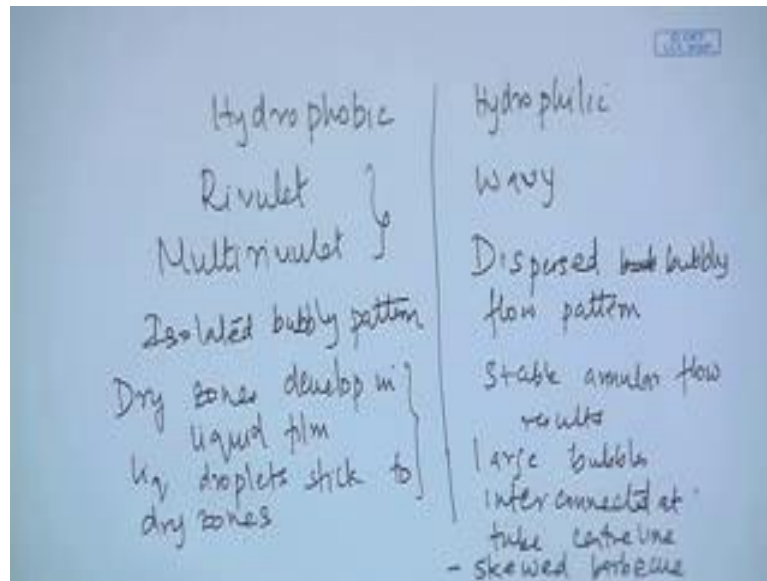 Hydrophobic
Rivulet
Multirivulet
Isolated bubbly pattern
Dry zones develop in
liquid film
Liq droplets stick to
dry zones
Hydrophilic
Wavy
Dispersed bubbly
flow pattern
Stable annular flow
results
large bubbles
interconnected at
tube centreline
- skewed barbecue